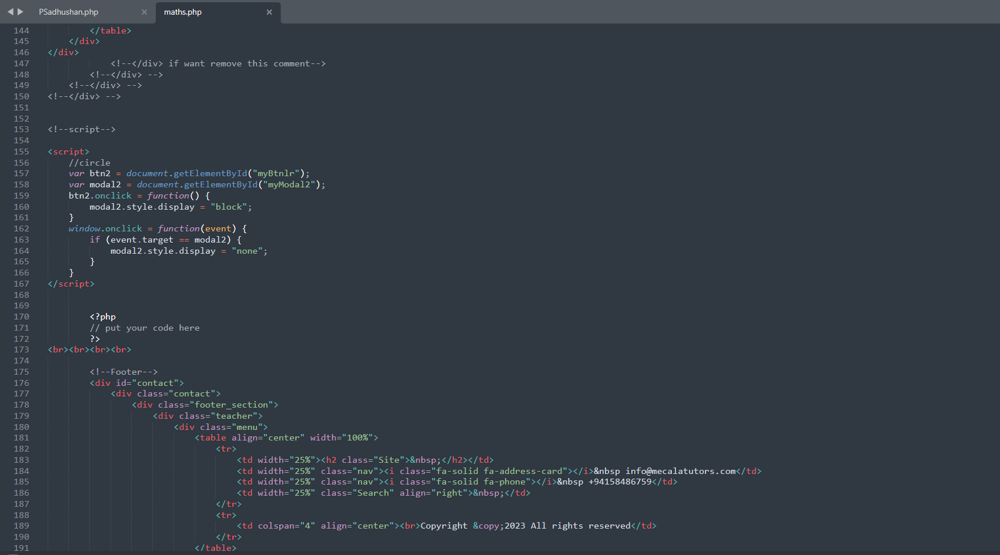 PSadhushan.php × maths.php ×
144 </table>
145 </div>
146 </div>
147 <!--</div> if want remove this comment-->
148 <!--</div> -->
149 <!--</div> -->
150 <!--</div> -->
151
152
153 <!--script-->
154
155 <script>
156 //circle
157 var btn2 = document.getElementById("myBtnlr");
158 var modal2 = document.getElementById("myModal2");
159 btn2.onclick = function() {
160 modal2.style.display = "block";
161 }
162 window.onclick = function(event) {
163 if (event.target == modal2) {
164 modal2.style.display = "none";
165 }
166 }
167 </script>
168
169
170 <?php
171 // put your code here
172 ?>
173 <br><br><br><br>
174
175 <!--Footer-->
176 <div id="contact">
177 <div class="contact">
178 <div class="footer_section">
179 <div class="teacher">
180 <div class="menu">
181 <table align="center" width="100%">
182 <tr>
183 <td width="25%"><h2 class="Site">&nbsp;</h2></td>
184 <td width="25%" class="nav"><i class="fa-solid fa-address-card"></i>&nbsp info@mecalatutors.com</td>
185 <td width="25%" class="nav"><i class="fa-solid fa-phone"></i>&nbsp +94158486759</td>
186 <td width="25%" class="Search" align="right">&nbsp;</td>
187 </tr>
188 <tr>
189 <td colspan="4" align="center"><br>Copyright &copy;2023 All rights reserved</td>
190 </tr>
191 </table>